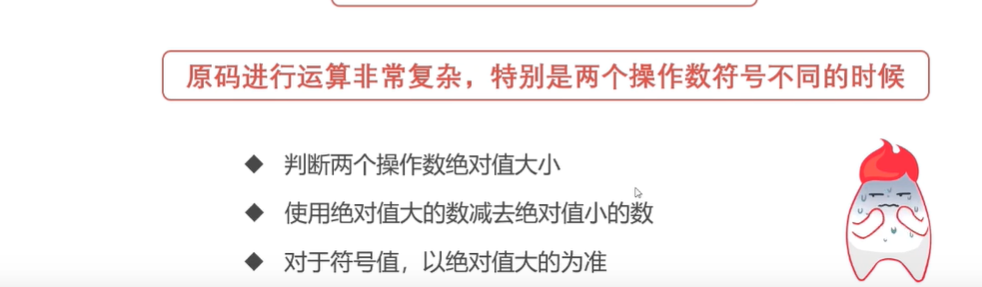 原码进行运算非常复杂，特别是两个操作数符号不同的时候
◆ 判断两个操作数绝对值大小
◆ 使用绝对值大的数减去绝对值小的数
◆ 对于符号值，以绝对值大的为准